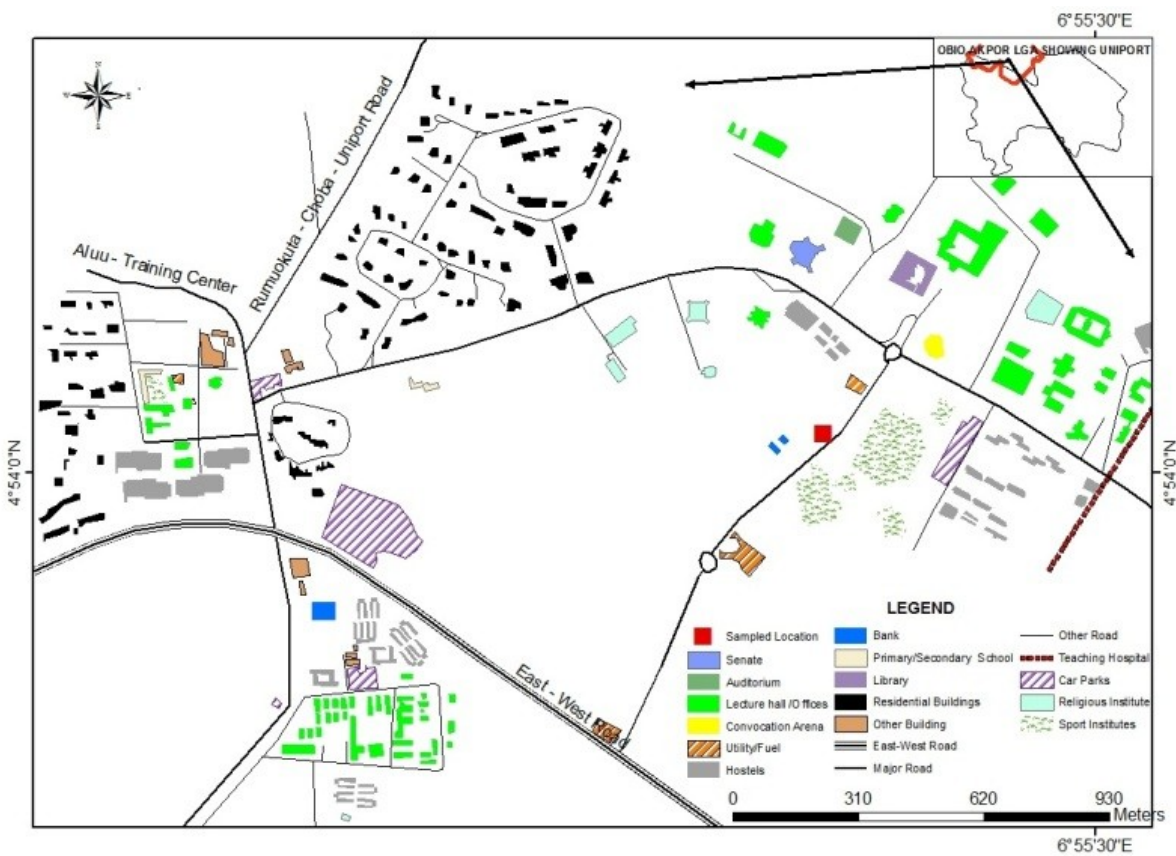 6°55'30"E
OBIO AKPOR LGA SHOWING UNIPORT
N
W
E
S
Rumuokuta - Choba - Uniport Road
Aluu - Training Center
4°54'0"N
4°54'0"N
East - West
LEGEND
Sampled Location
Senate
Auditorium
Lecture hall /O ffices
Convocation Arena
Utility/Fuel
Hostels
Bank
Primary/Secondary School
Library
Residential Buildings
Other Building
East-West Road
Major Road
Other Road
Teaching Hospital
Car Parks
Religious Institute
Sport Institutes
0 310 620 930
Meters
6°55'30"E